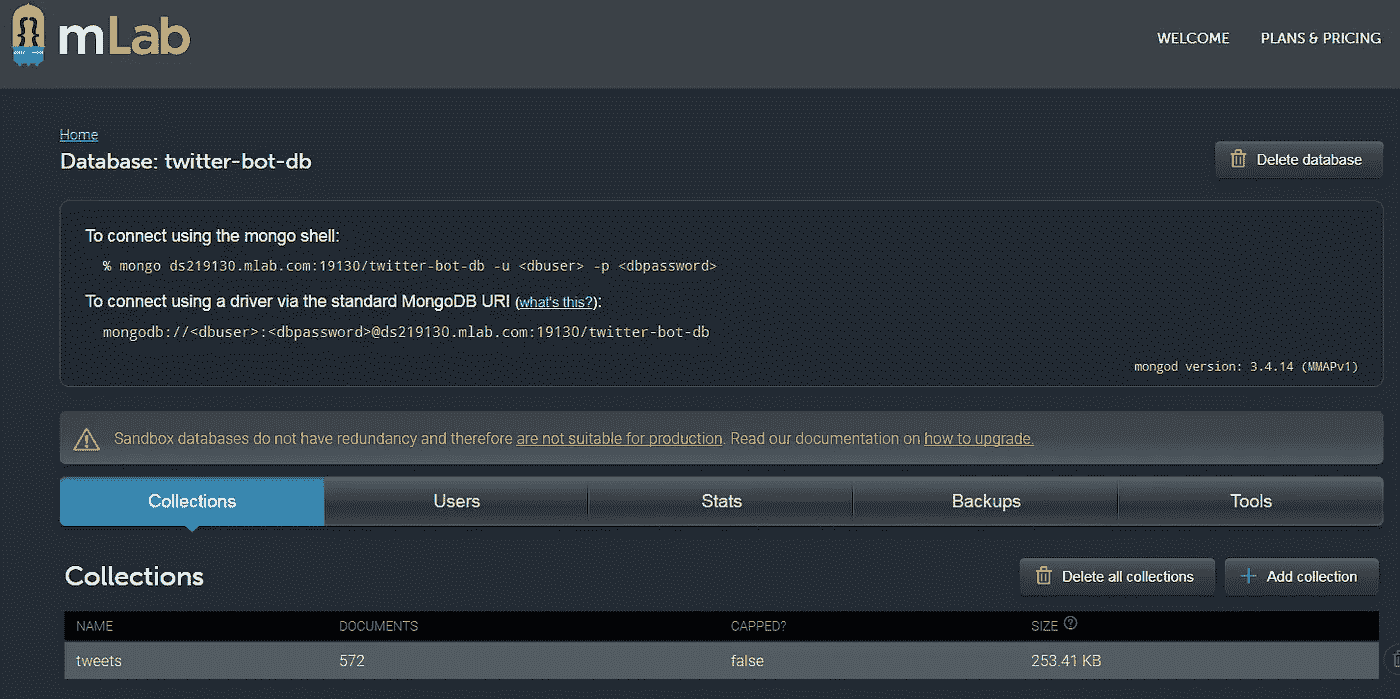 mLab
WELCOME PLANS & PRICING
Home
Database: twitter-bot-db
Delete database
To connect using the mongo shell:
% mongo ds219130.mlab.com:19130/twitter-bot-db -u <dbuser> -p <dbpassword>
To connect using a driver via the standard MongoDB URI (what's this?):
mongodb://<dbuser>:<dbpassword>@ds219130.mlab.com:19130/twitter-bot-db
mongod version: 3.4.14 (MMAPv1)
Sandbox databases do not have redundancy and therefore are not suitable for production. Read our documentation on how to upgrade.
Collections Users Stats Backups Tools
Collections
Delete all collections Add collection
NAME DOCUMENTS CAPPED? SIZE ?
tweets 572 false 253.41 KB